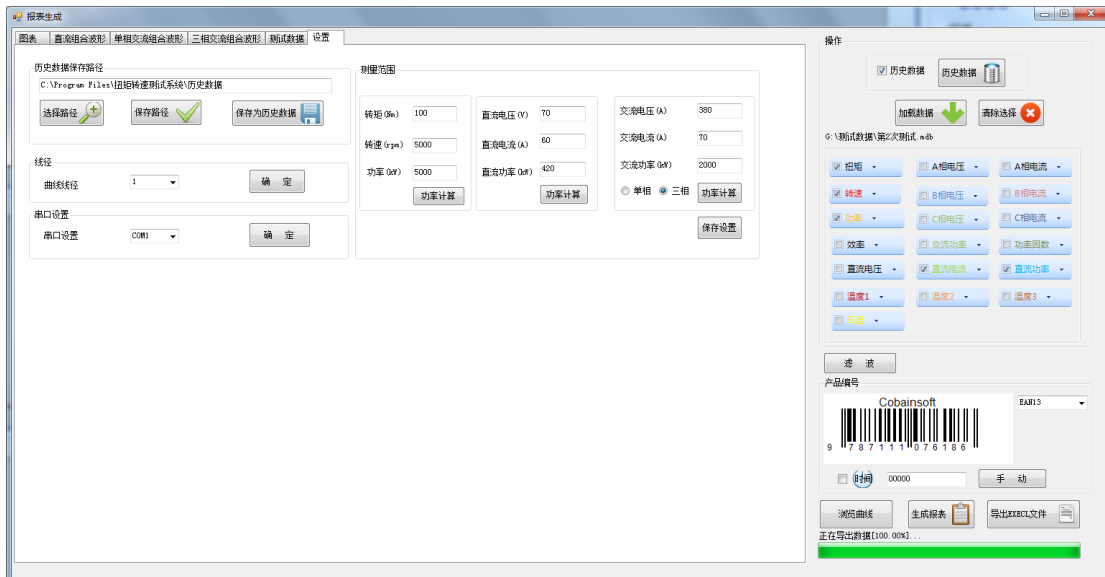 报表生成
图表 直流组合波形 单相交流组合波形 三相交流组合波形 测试数据 设置
历史数据保存路径
C:\Program Files\扭矩转速测试系统\历史数据
选择路径 保存路径 保存为历史数据
线径
曲线线径 1 确 定
串口设置
串口设置 COM1 确 定
测量范围
转矩(Nm) 100
转速(rpm) 5000
功率(kW) 5000
功率计算
直流电压(V) 70
直流电流(A) 60
直流功率(kW) 420
功率计算
交流电压(A) 380
交流电流(A) 70
交流功率(kW) 2000
单相 三相 功率计算
保存设置
操作
历史数据 历史数据
加载数据 清除选择
G:\测试数据\第2次测试.mdb
扭矩 A相电压 A相电流
转速 B相电压 B相电流
功率 C相电压 C相电流
效率 交流功率 功率因数
直流电压 直流电流 直流功率
温度1 温度2 温度3
滤 波
产品编号
Cobainsoft
EAN13
9 787111 076186
时间 00000 手 动
浏览曲线 生成报表 导出EXECL文件
正在导出数据[100.00%]...